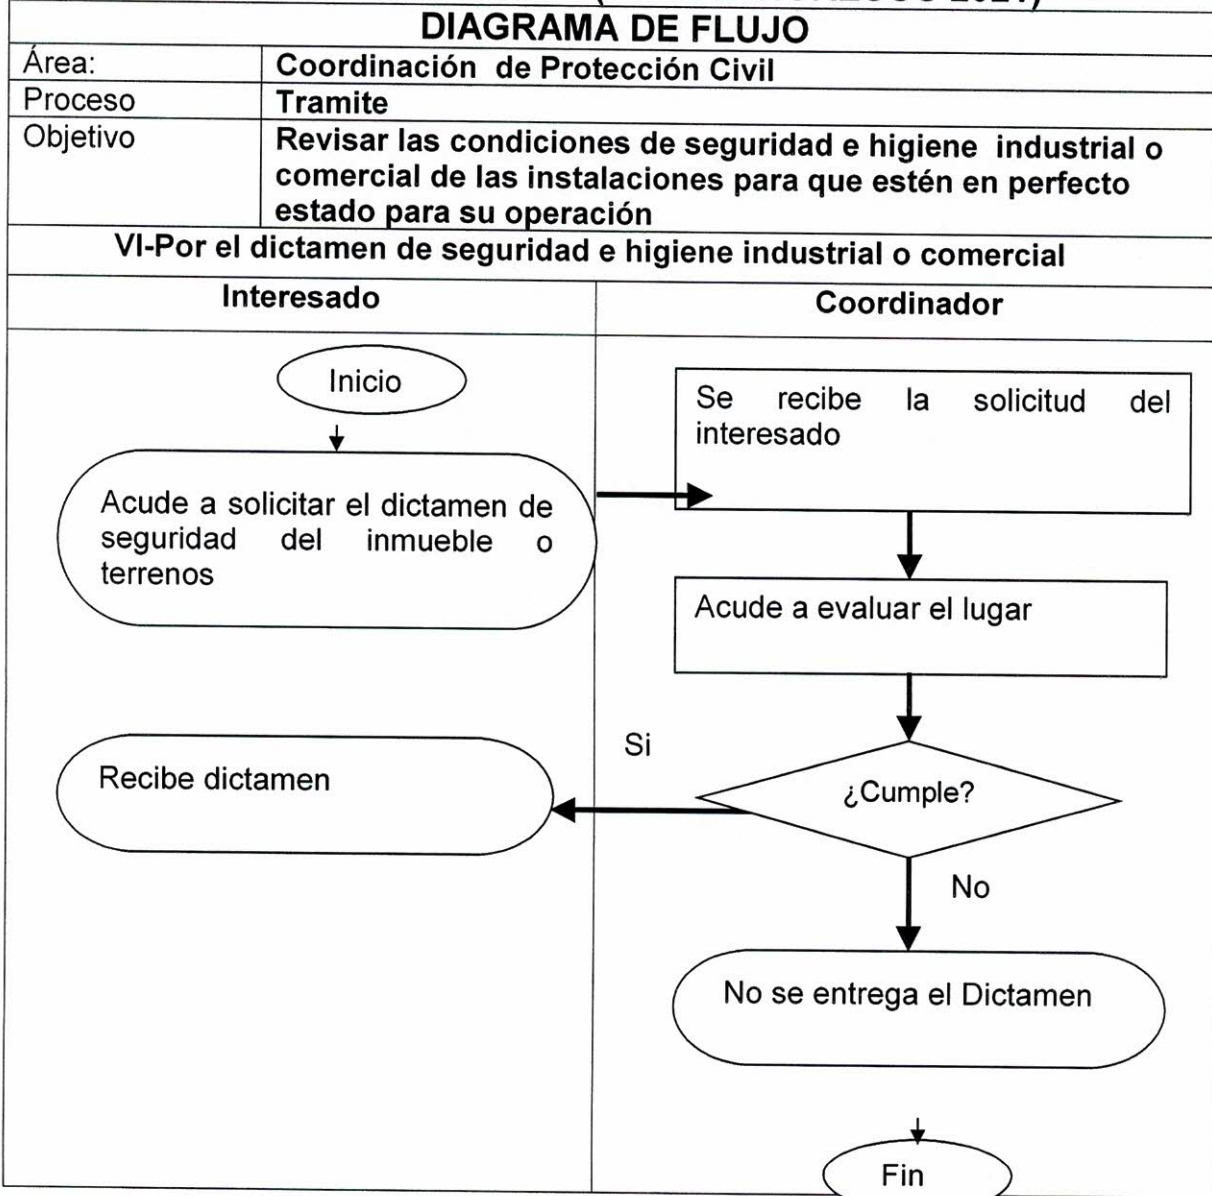 DIAGRAMA DE FLUJO
Área: Coordinación de Protección Civil
Proceso Tramite
Objetivo Revisar las condiciones de seguridad e higiene industrial o
comercial de las instalaciones para que estén en perfecto
estado para su operación
VI-Por el dictamen de seguridad e higiene industrial o comercial
Interesado Coordinador
Inicio
Acude a solicitar el dictamen de
seguridad del inmueble o
terrenos
Se recibe la solicitud del
interesado
Acude a evaluar el lugar
¿Cumple?
Si
Recibe dictamen
No
No se entrega el Dictamen
Fin